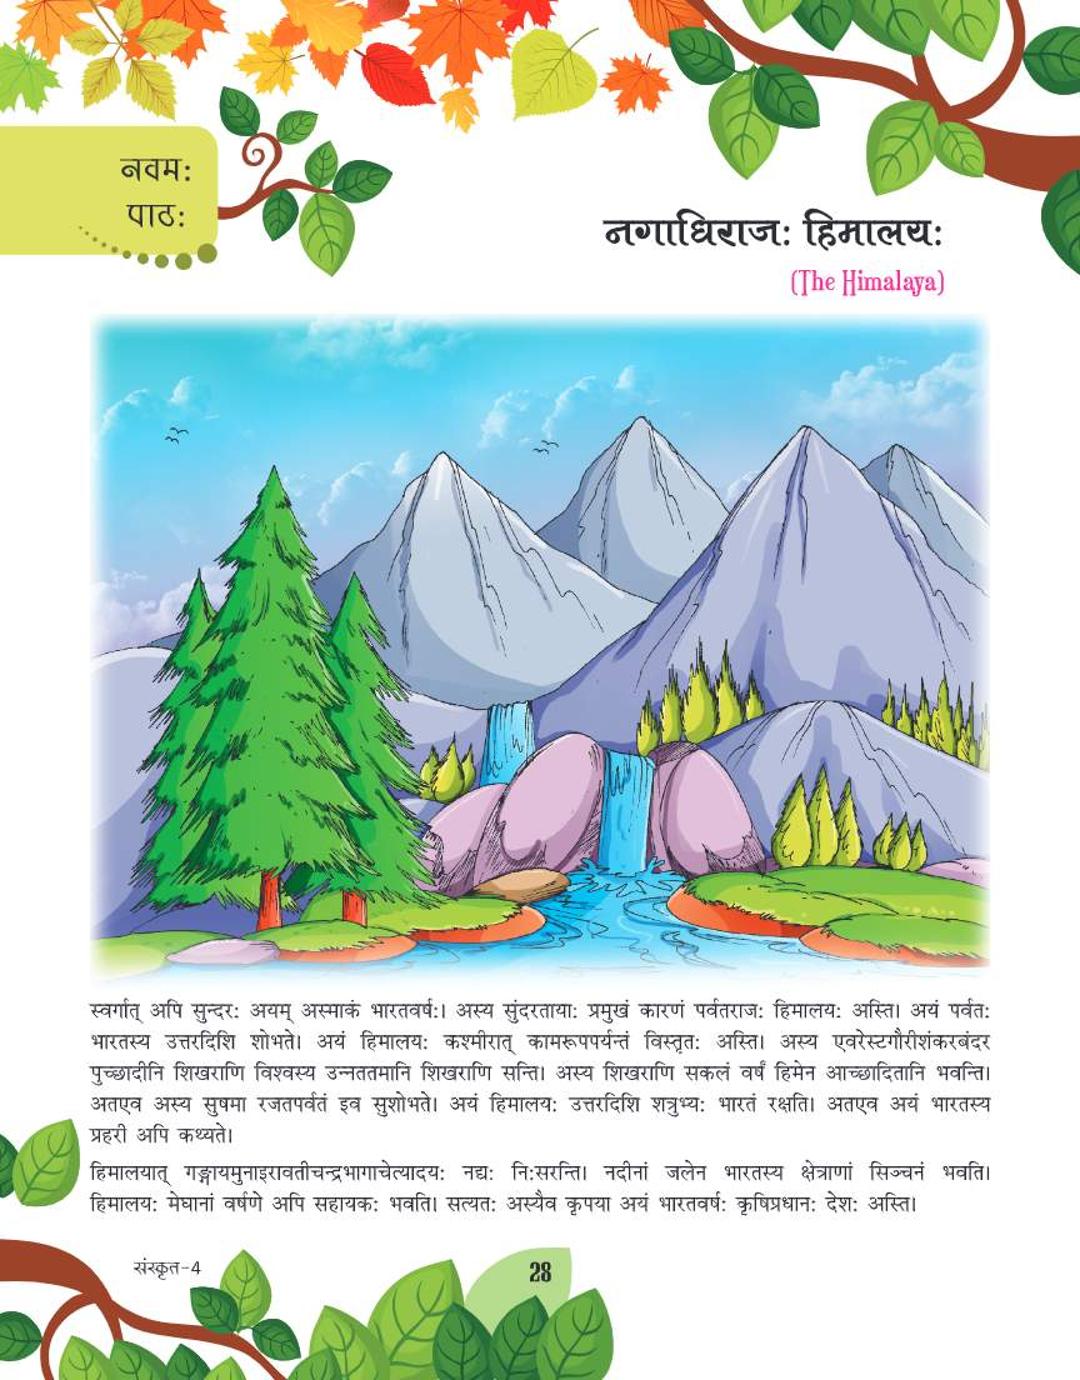 नवम:
पाठ:
नगाधिराज: हिमालय:
(The Himalaya)
स्वर्गात् अपि सुन्दर: अयम् अस्माकं भारतवर्ष:। अस्य सुंदरताया: प्रमुखं कारणं पर्वतराज: हिमालय: अस्ति। अयं पर्वत:
भारतस्य उत्तरदिशि शोभते। अयं हिमालय: कश्मीरात् कामरूपपर्यन्तं विस्तृत: अस्ति। अस्य एवरेस्टगौरीशंकरबंदर
पुच्छादीनि शिखराणि विश्वस्य उन्नततमानि शिखराणि सन्ति। अस्य शिखराणि सकलं वर्षं हिमेन आच्छादितानि भवन्ति।
अतएव अस्य सुषमा रजतपर्वतं इव सुशोभते। अयं हिमालय: उत्तरदिशि शत्रुभ्य: भारतं रक्षति। अतएव अयं भारतस्य
प्रहरी अपि कथ्यते।
हिमालयात् गङ्गायमुनाइरावतीचन्द्रभागाचेत्यादय: नद्य: नि:सरन्ति। नदीनां जलेन भारतस्य क्षेत्राणां सिञ्चनं भवति।
हिमालय: मेघानां वर्षणे अपि सहायक: भवति। सत्यत: अस्यैव कृपया अयं भारतवर्ष: कृषिप्रधान: देश: अस्ति।
संस्कृत-4
28